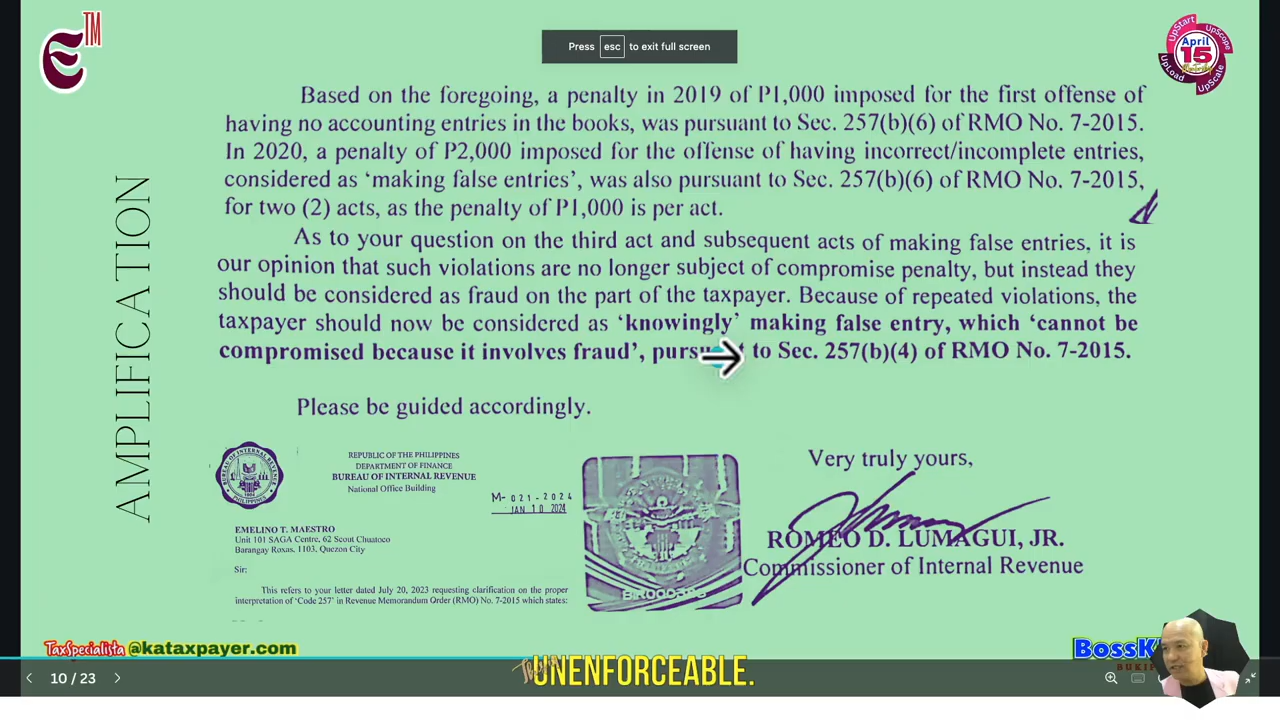 E TM
Press esc to exit full screen
UpStart
UpScope
April
15
UpLoad
UpScale
AMPLIFICATION
Based on the foregoing, a penalty in 2019 of P1,000 imposed for the first offense of
having no accounting entries in the books, was pursuant to Sec. 257(b)(6) of RMO No. 7-2015.
In 2020, a penalty of P2,000 imposed for the offense of having incorrect/incomplete entries,
considered as ‘making false entries’, was also pursuant to Sec. 257(b)(6) of RMO No. 7-2015,
for two (2) acts, as the penalty of P1,000 is per act.
As to your question on the third act and subsequent acts of making false entries, it is
our opinion that such violations are no longer subject of compromise penalty, but instead they
should be considered as fraud on the part of the taxpayer. Because of repeated violations, the
taxpayer should now be considered as ‘knowingly’ making false entry, which ‘cannot be
compromised because it involves fraud’, to Sec. 257(b)(4) of RMO No. 7-2015.
Please be guided accordingly.
BUREAU OF INTERNAL REVENUE
PHILIPPINES
REPUBLIC OF THE PHILIPPINES
DEPARTMENT OF FINANCE
BUREAU OF INTERNAL REVENUE
National Office Building
M- 021-2024
JAN 10 2024
EMELINO T. MAESTRO
Unit 101 SAGA Centre, 62 Scout Chuatoco
Barangay Roxas, 1103, Quezon City
Sir:
This refers to your letter dated July 20, 2023 requesting clarification on the proper
interpretation of ‘Code 257’ in Revenue Memorandum Order (RMO) No. 7-2015 which states:
Very truly yours,
ROMEO D. LUMAGUI, JR.
Commissioner of Internal Revenue
TaxSpecialista @kataxpayer.com
UNENFORCEABLE.
10 / 23